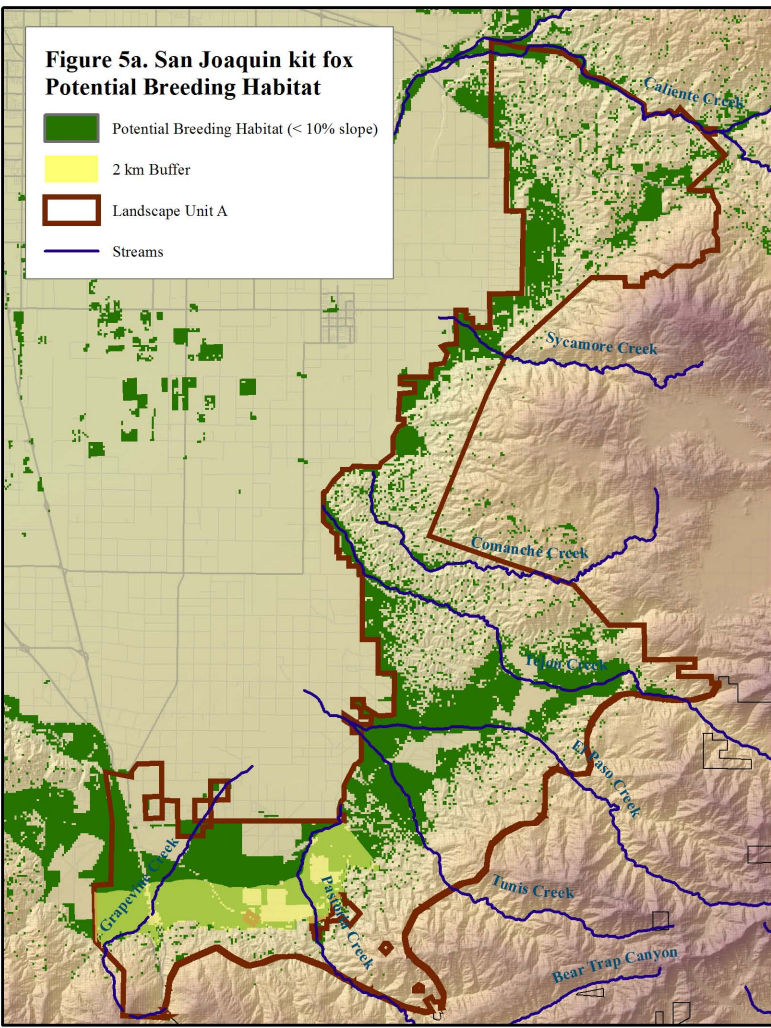 Figure 5a. San Joaquin kit fox
Potential Breeding Habitat
Potential Breeding Habitat (< 10% slope)
2 km Buffer
Landscape Unit A
Streams
Caliente Creek
Sycamore Creek
Comanche Creek
Tejon Creek
El Paso Creek
Grapevine Creek
Pastoria Creek
Tunis Creek
Bear Trap Canyon